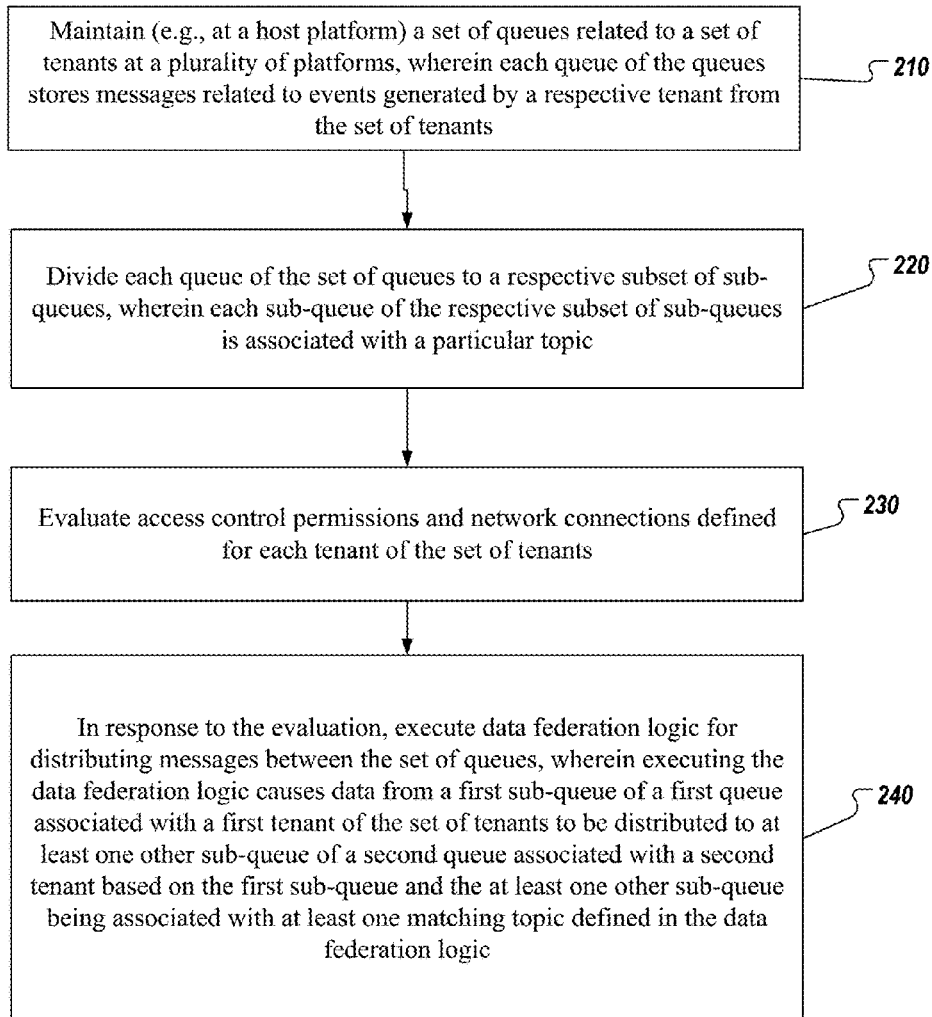 Maintain (e.g., at a host platform) a set of queues related to a set of
tenants at a plurality of platforms, wherein each queue of the queues
stores messages related to events generated by a respective tenant from
the set of tenants
210
Divide each queue of the set of queues to a respective subset of sub-
queues, wherein each sub-queue of the respective subset of sub-queues
is associated with a particular topic
220
Evaluate access control permissions and network connections defined
for each tenant of the set of tenants
230
In response to the evaluation, execute data federation logic for
distributing messages between the set of queues, wherein executing the
data federation logic causes data from a first sub-queue of a first queue
associated with a first tenant of the set of tenants to be distributed to at
least one other sub-queue of a second queue associated with a second
tenant based on the first sub-queue and the at least one other sub-queue
being associated with at least one matching topic defined in the data
federation logic
240